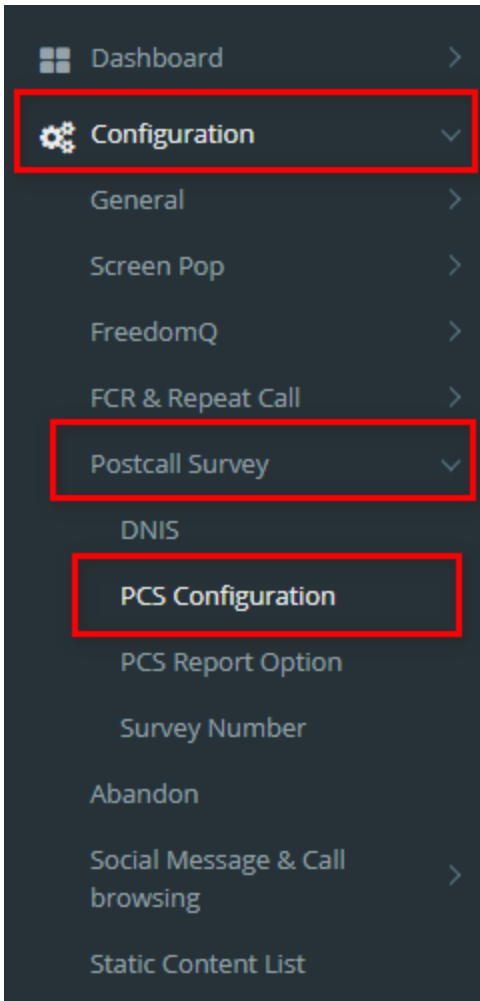 Dashboard
Configuration
General
Screen Pop
FreedomQ
FCR & Repeat Call
Postcall Survey
DNIS
PCS Configuration
PCS Report Option
Survey Number
Abandon
Social Message & Call
browsing
Static Content List